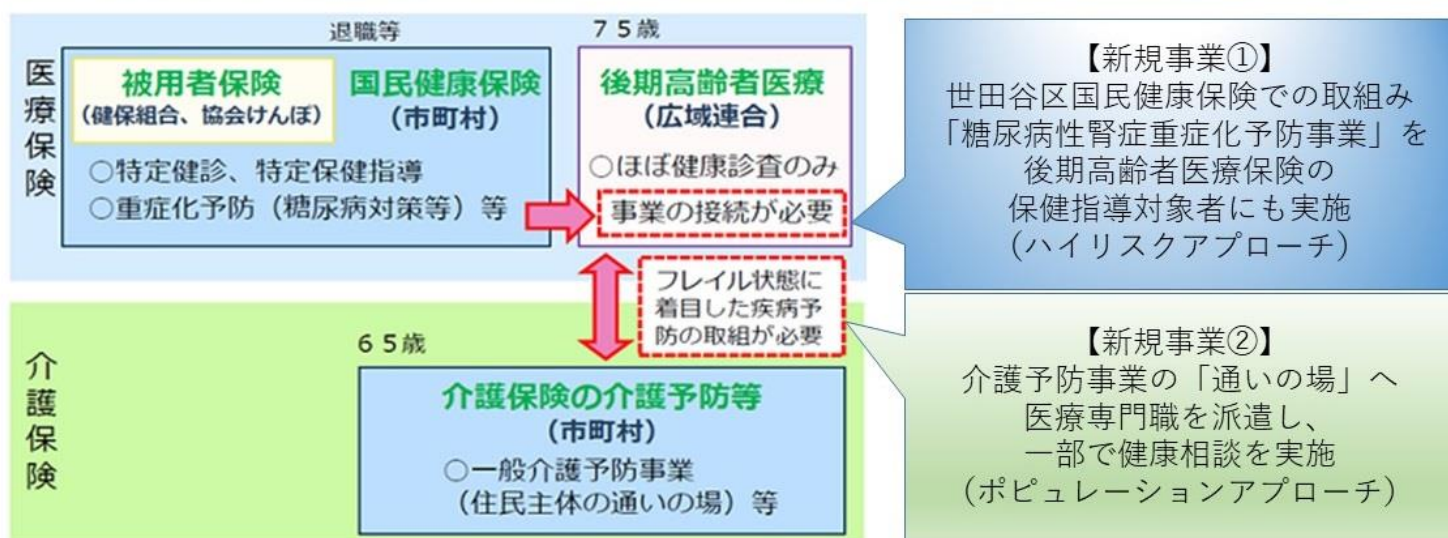 退職等
７５歳
医療保険
被用者保険
(健保組合、協会けんぽ)
国民健康保険
(市町村)
○特定健診、特定保健指導
○重症化予防（糖尿病対策等）等
後期高齢者医療
(広域連合)
○ほぼ健康診査のみ
事業の接続が必要
フレイル状態に
着目した疾病予
防の取組が必要
介護保険
６５歳
介護保険の介護予防等
(市町村)
○一般介護予防事業
（住民主体の通いの場）等
【新規事業①】
世田谷区国民健康保険での取組み
「糖尿病性腎症重症化予防事業」を
後期高齢者医療保険の
保健指導対象者にも実施
（ハイリスクアプローチ）
【新規事業②】
介護予防事業の「通いの場」へ
医療専門職を派遣し、
一部で健康相談を実施
（ポピュレーションアプローチ）